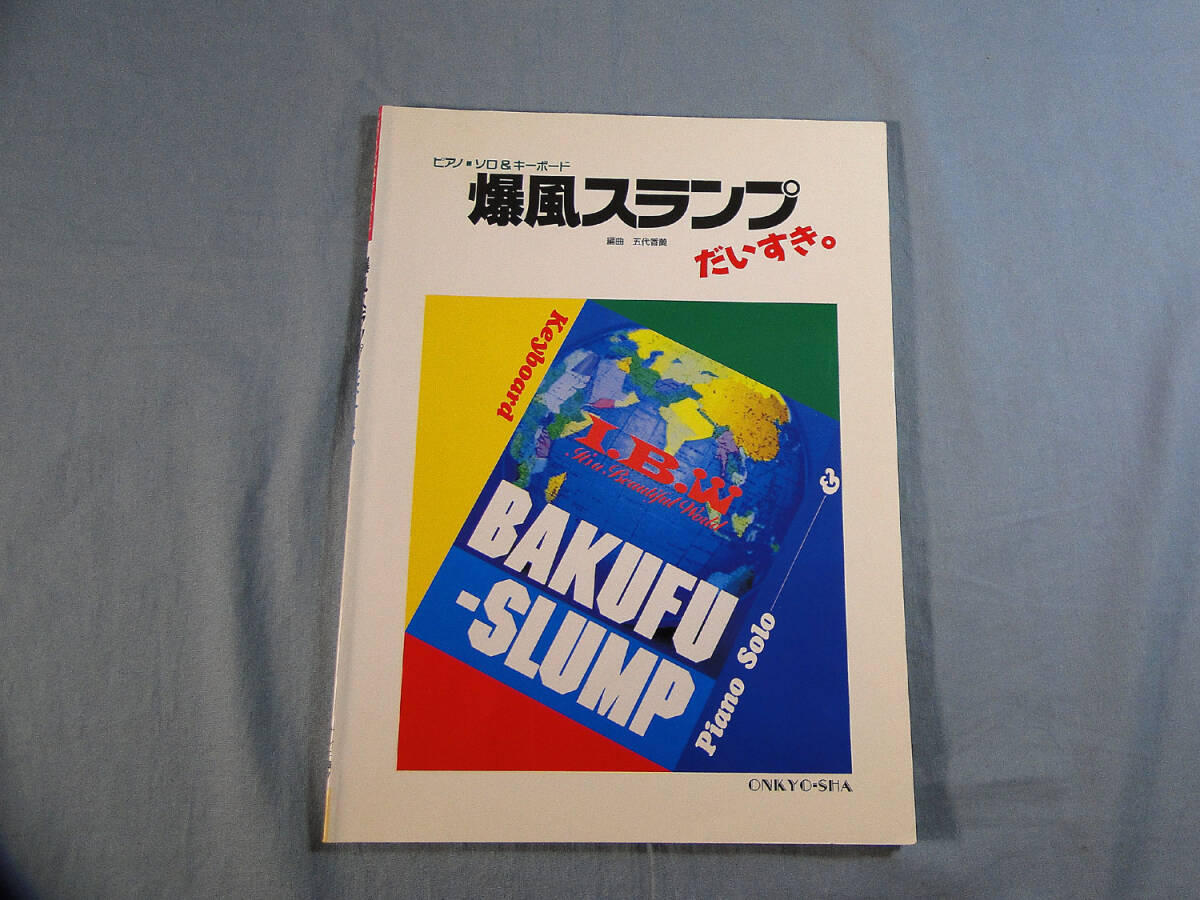 ピアノ・ソロ&キーボード
爆風スランプ
だいすき。
編曲 五代香蘭
Keyboard
I.B.W
It's a Beautiful World
BAKUFU
-SLUMP
&
Piano Solo
ONKYO-SHA